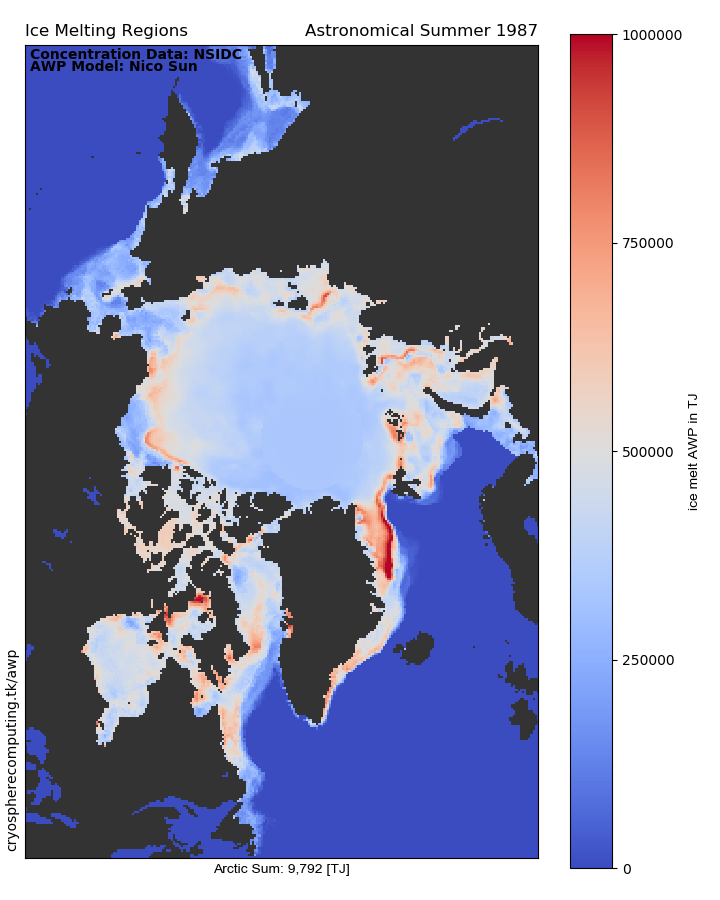 Ice Melting Regions
Astronomical Summer 1987
Concentration Data: NSIDC
AWP Model: Nico Sun
1000000
750000
500000
250000
0
ice melt AWP in TJ
cryospherecomputing.tk/awp
Arctic Sum: 9,792 [TJ]